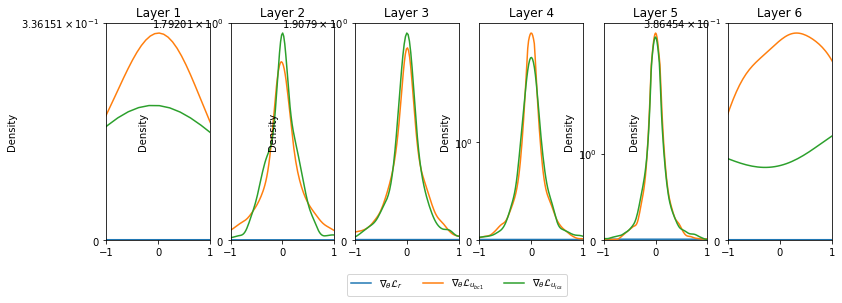 Layer 1 Layer 2 Layer 3 Layer 4 Layer 5 Layer 6
3.36151 × 10⁻¹ 1.79201 × 10⁰ 1.9079 × 10⁰ 3.86454 × 10⁻¹
10⁰ 10⁰
Density Density Density Density Density Density
0 0 0 0 0 0
−1 0 1 −1 0 1 −1 0 1 −1 0 1 −1 0 1 −1 0 1
∇θℒr ∇θℒu_bc1 ∇θℒu_ics